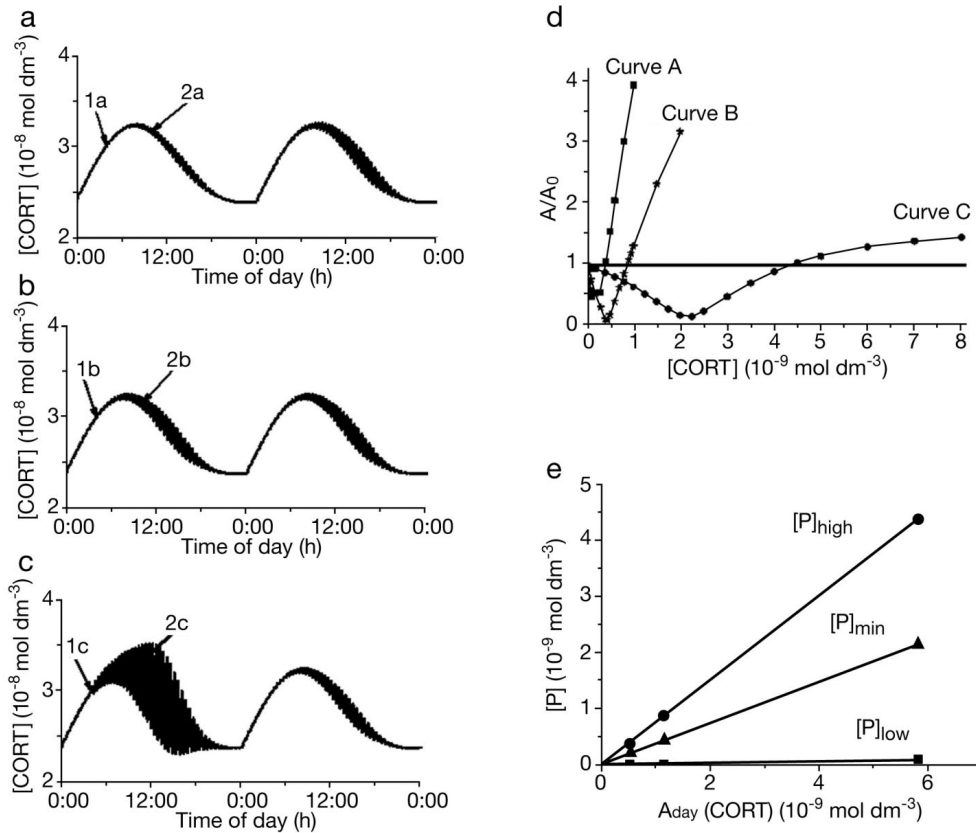 a
4
3
2
[CORT] (10⁻⁸ mol dm⁻³)
1a
2a
0:00 12:00 0:00 12:00 0:00
Time of day (h)
b
4
3
2
[CORT] (10⁻⁸ mol dm⁻³)
1b
2b
0:00 12:00 0:00 12:00 0:00
Time of day (h)
c
4
3
2
[CORT] (10⁻⁸ mol dm⁻³)
1c
2c
0:00 12:00 0:00 12:00 0:00
Time of day (h)
d
4
3
2
1
0
A/A₀
Curve A
Curve B
Curve C
0 1 2 3 4 5 6 7 8
[CORT] (10⁻⁹ mol dm⁻³)
e
5
4
3
2
1
0
[P] (10⁻⁹ mol dm⁻³)
[P]high
[P]min
[P]low
0 2 4 6
Aday (CORT) (10⁻⁹ mol dm⁻³)